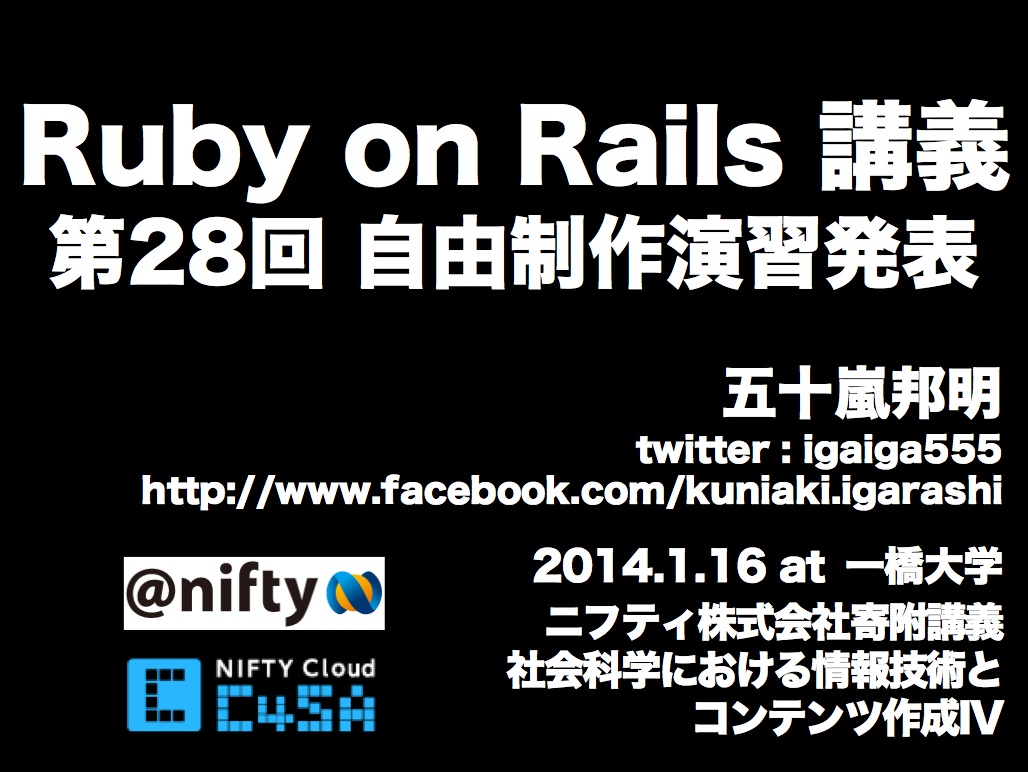 Ruby on Rails 講義
第28回 自由制作演習発表
五十嵐邦明
twitter : igaiga555
http://www.facebook.com/kuniaki.igarashi
2014.1.16 at 一橋大学
ニフティ株式会社寄附講義
社会科学における情報技術と
コンテンツ作成IV
@nifty
NIFTY Cloud
C4SA